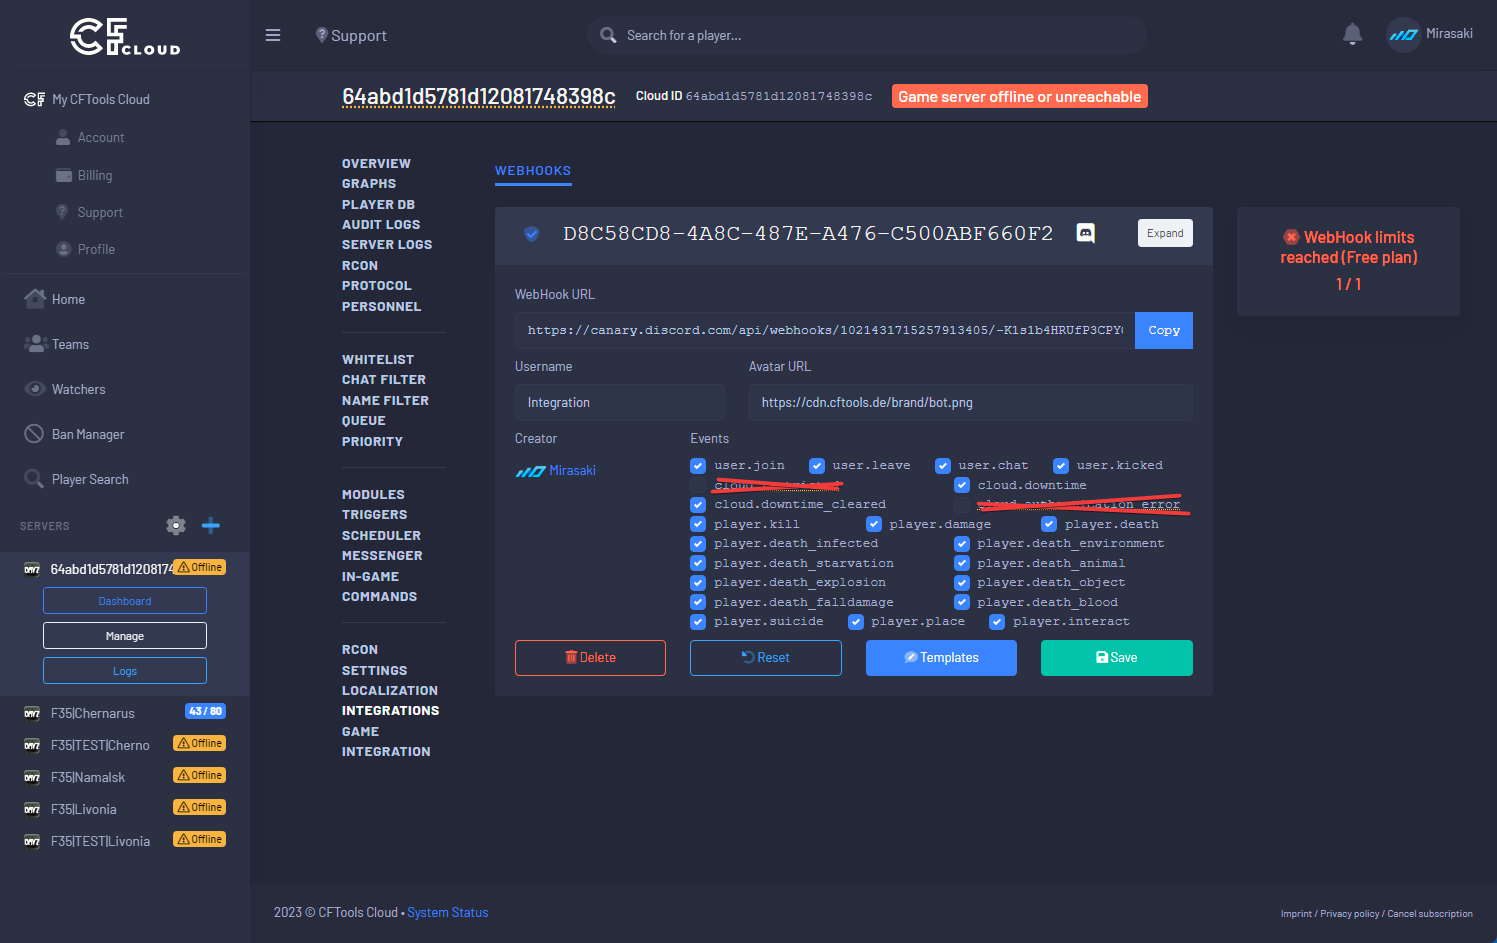 CF CLOUD
Support
Search for a player...
Mirasaki
CF My CFTools Cloud
Account
Billing
Support
Profile
Home
Teams
Watchers
Ban Manager
Player Search
SERVERS
64abd1d5781d1208174 Offline
Dashboard
Manage
Logs
F35|Chernarus 43 / 80
F35|TEST|Cherno Offline
F35|Namalsk Offline
F35|Livonia Offline
F35|TEST|Livonia Offline
64abd1d5781d12081748398c Cloud ID 64abd1d5781d12081748398c Game server offline or unreachable
OVERVIEW
GRAPHS
PLAYER DB
AUDIT LOGS
SERVER LOGS
RCON
PROTOCOL
PERSONNEL
WHITELIST
CHAT FILTER
NAME FILTER
QUEUE
PRIORITY
MODULES
TRIGGERS
SCHEDULER
MESSENGER
IN-GAME
COMMANDS
RCON
SETTINGS
LOCALIZATION
INTEGRATIONS
GAME
INTEGRATION
WEBHOOKS
D8C58CD8-4A8C-487E-A476-C500ABF660F2 Expand
WebHook URL
https://canary.discord.com/api/webhooks/1021431715257913405/-K1s1b4HRUfP3CPY Copy
Username Avatar URL
Integration https://cdn.cftools.de/brand/bot.png
Creator Events
Mirasaki
user.join user.leave user.chat user.kicked
cloud.downtime
cloud.downtime_cleared cloud.authentication_error
player.kill player.damage player.death
player.death_infected player.death_environment
player.death_starvation player.death_animal
player.death_explosion player.death_object
player.death_falldamage player.death_blood
player.suicide player.place player.interact
Delete Reset Templates Save
WebHook limits
reached (Free plan)
1 / 1
2023 © CFTools Cloud • System Status
Imprint / Privacy policy / Cancel subscription